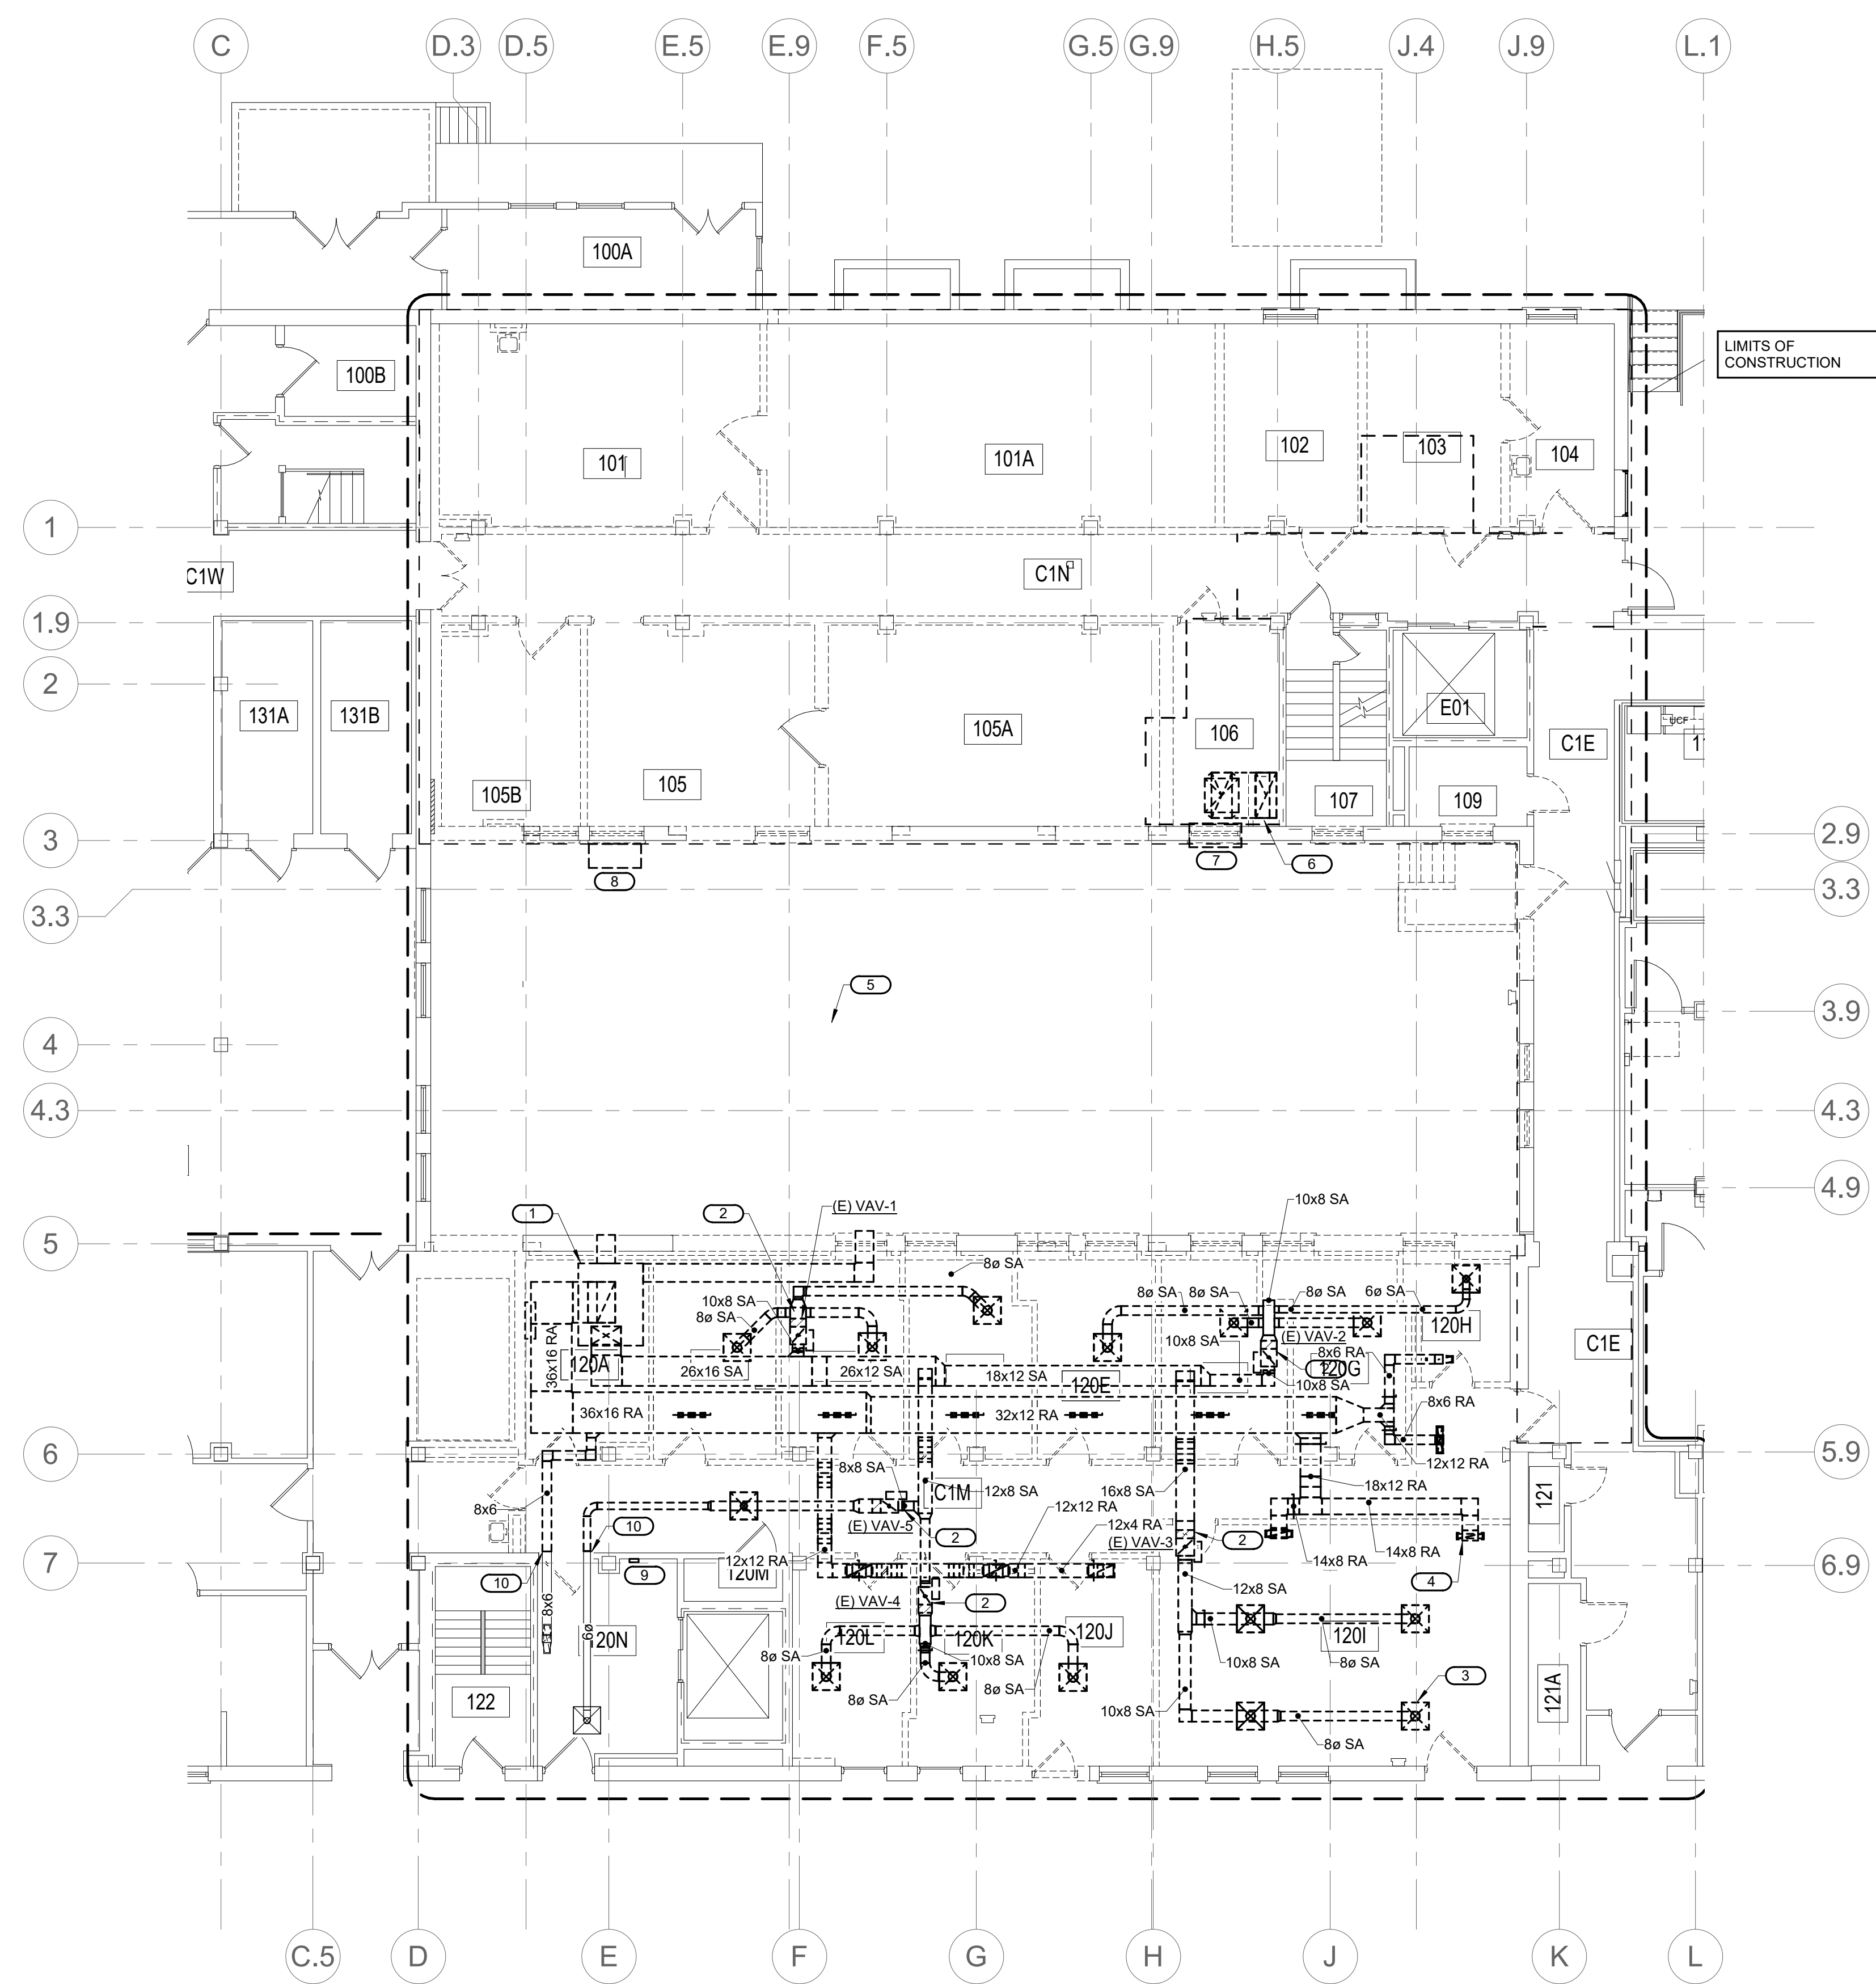 C
D.3
D.5
E.5
E.9
F.5
G.5
G.9
H.5
J.4
J.9
L.1
100A
LIMITS OF
CONSTRUCTION
100B
101
101A
102
103
104
1
C1W
C1N
1.9
2
131A
131B
105B
105
105A
106
E01
107
109
C1E
UCF
11
3
2.9
8
7
6
3.3
3.3
5
3.9
4
4.3
4.3
4.9
5
1
2
(E) VAV-1
10x8 SA
8ø SA
10x8 SA
8ø SA
8ø SA
8ø SA
8ø SA
6ø SA
120H
(E) VAV-2
C1E
36x16 RA
120A
26x16 SA
26x12 SA
18x12 SA
120E
10x8 SA
8x6 RA
2
120G
10x8 SA
36x16 RA
32x12 RA
8x6 RA
6
12x12 RA
5.9
8x8 SA
C1M
12x8 SA
16x8 SA
18x12 RA
121
8x6
12x12 RA
10
(E) VAV-5
2
12x4 RA
(E) VAV-3
2
7
12x12 RA
120M
14x8 RA
14x8 RA
6.9
10
9
12x8 SA
4
8x6
(E) VAV-4
2
6ø
120N
120L
120K
120J
120I
8ø SA
10x8 SA
8ø SA
10x8 SA
8ø SA
3
122
8ø SA
10x8 SA
121A
8ø SA
C.5
D
E
F
G
H
J
K
L